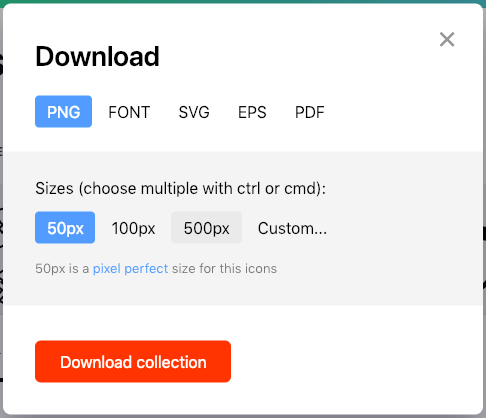 Download
PNG FONT SVG EPS PDF
Sizes (choose multiple with ctrl or cmd):
50px 100px 500px Custom...
50px is a pixel perfect size for this icons
Download collection